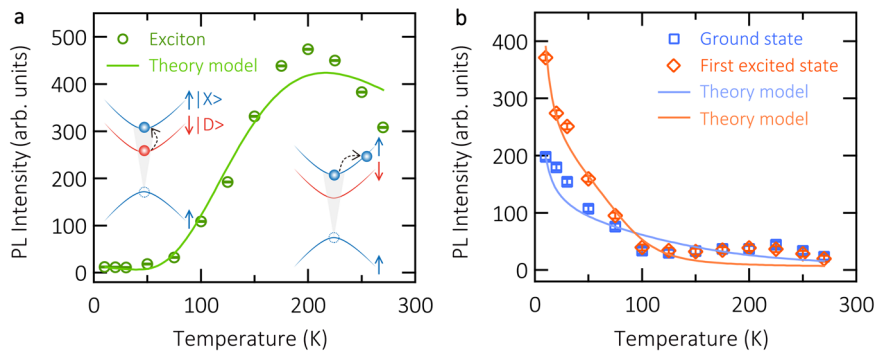 a
PL Intensity (arb. units)
500
400
300
200
100
0
Exciton
Theory model
↑|X>
↓|D>
↑
↑
↓
↑
0
100
200
300
Temperature (K)
b
PL Intensity (arb. units)
400
300
200
100
0
Ground state
First excited state
Theory model
Theory model
0
100
200
300
Temperature (K)